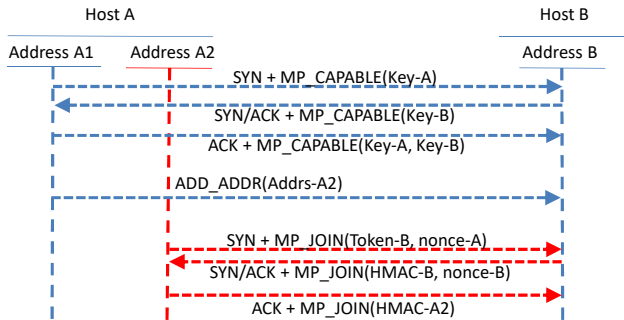 Host A
Host B
Address A1
Address A2
Address B
SYN + MP_CAPABLE(Key-A)
SYN/ACK + MP_CAPABLE(Key-B)
ACK + MP_CAPABLE(Key-A, Key-B)
ADD_ADDR(Addrs-A2)
SYN + MP_JOIN(Token-B, nonce-A)
SYN/ACK + MP_JOIN(HMAC-B, nonce-B)
ACK + MP_JOIN(HMAC-A2)